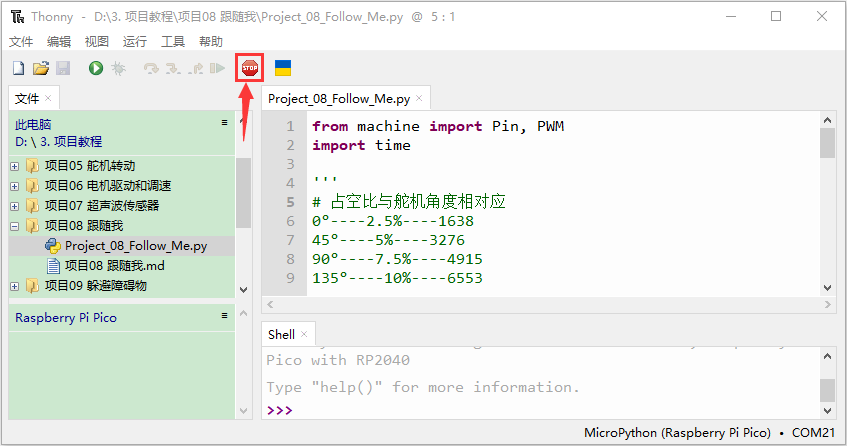 Thonny - D:\3. 项目教程\项目08 跟随我\Project_08_Follow_Me.py @ 5 : 1
文件 编辑 视图 运行 工具 帮助
STOP
文件 ×
此电脑
D: \ 3. 项目教程
项目05 舵机转动
项目06 电机驱动和调速
项目07 超声波传感器
项目08 跟随我
Project_08_Follow_Me.py
项目08 跟随我.md
项目09 躲避障碍物
Raspberry Pi Pico
Project_08_Follow_Me.py ×
1 from machine import Pin, PWM
2 import time
3
4 '''
5 # 占空比与舵机角度相对应
6 0°----2.5%----1638
7 45°----5%----3276
8 90°----7.5%----4915
9 135°----10%----6553
Shell ×
Pico with RP2040
Type "help()" for more information.
>>>
MicroPython (Raspberry Pi Pico) • COM21